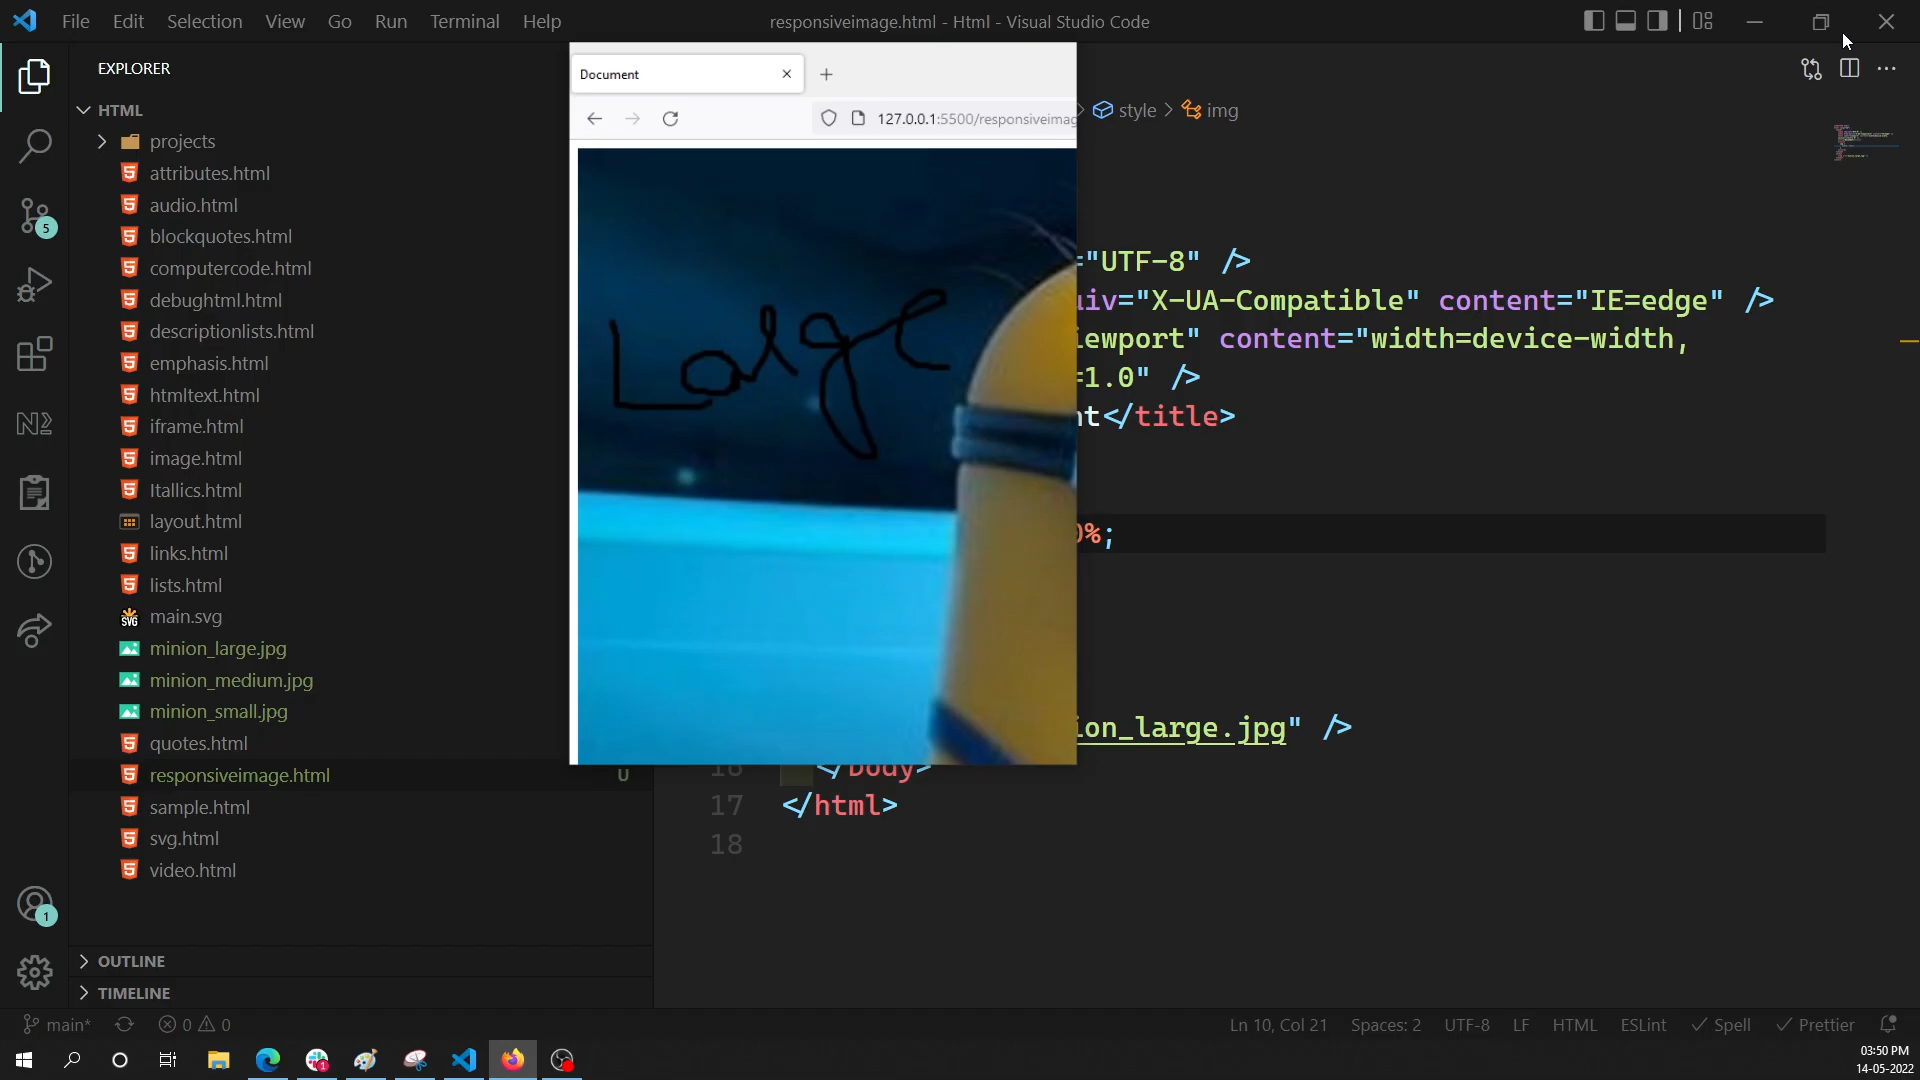 File Edit Selection View Go Run Terminal Help responsiveimage.html - Html - Visual Studio Code
EXPLORER
HTML
projects
attributes.html
audio.html
blockquotes.html
computercode.html
debughtml.html
descriptionlists.html
emphasis.html
htmltext.html
iframe.html
image.html
Itallics.html
layout.html
links.html
lists.html
main.svg
minion_large.jpg
minion_medium.jpg
minion_small.jpg
quotes.html
responsiveimage.html U
sample.html
svg.html
video.html
OUTLINE
TIMELINE
5
1
Document
127.0.0.1:5500/responsiveimag
Large
style > img
="UTF-8" />
uiv="X-UA-Compatible" content="IE=edge" />
iewport" content="width=device-width,
=1.0" />
nt</title>
0%;
ion_large.jpg" />
16 </body>
17 </html>
18
main* 0 0 Ln 10, Col 21 Spaces: 2 UTF-8 LF HTML ESLint Spell Prettier
1
03:50 PM
14-05-2022